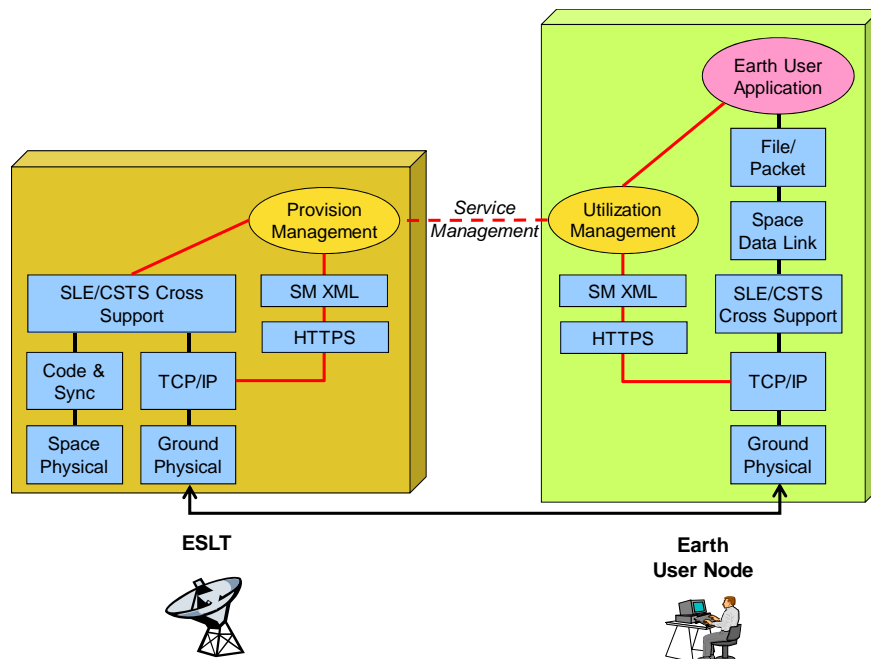 Earth User
Application
File/
Packet
Provision
Management
Service
Management
Utilization
Management
Space
Data Link
SLE/CSTS Cross
Support
SM XML
SM XML
SLE/CSTS
Cross Support
HTTPS
HTTPS
Code &
Sync
TCP/IP
TCP/IP
Space
Physical
Ground
Physical
Ground
Physical
ESLT
Earth
User Node